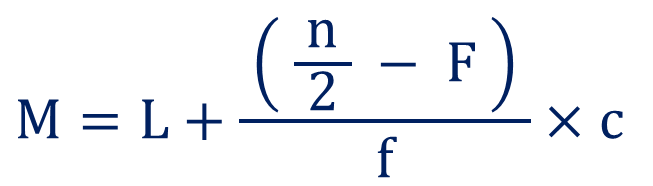 M = L + ( n/2 − F ) / f × c